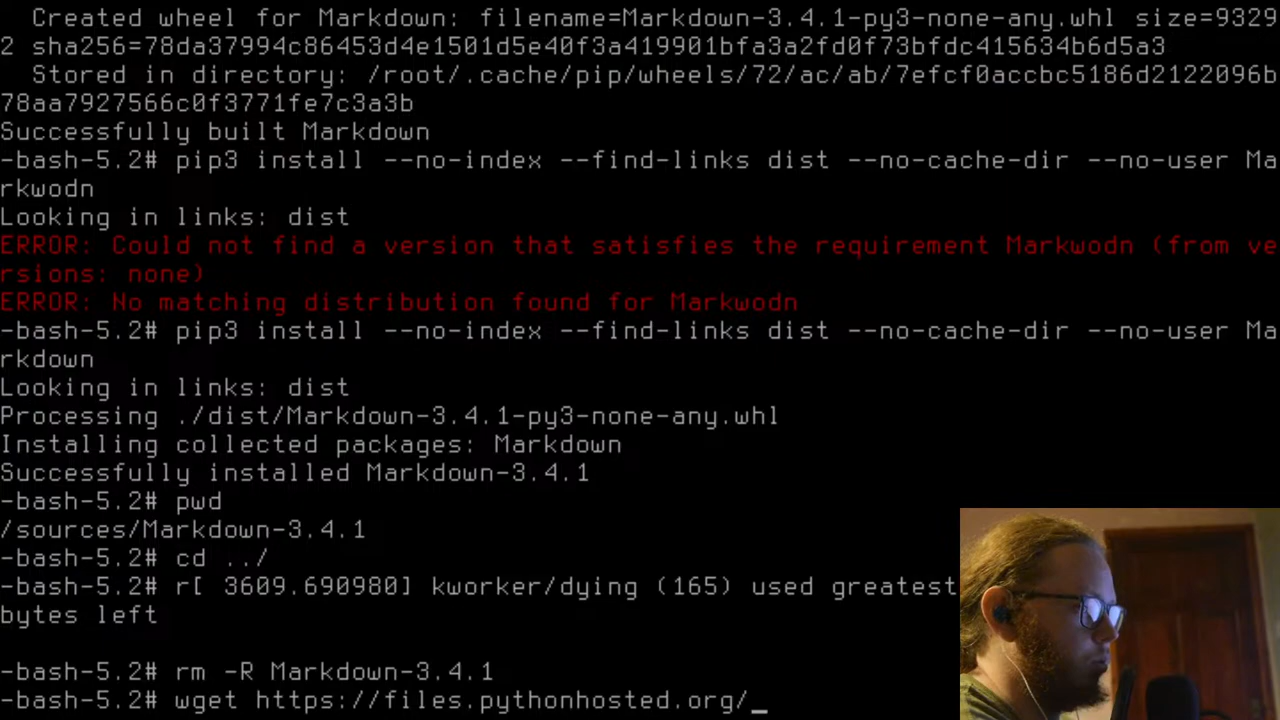 Created wheel for Markdown: filename=Markdown-3.4.1-py3-none-any.whl size=9329
2 sha256=78da37994c86453d4e1501d5e40f3a419901bfa3a2fd0f73bfdc415634b6d5a3
Stored in directory: /root/.cache/pip/wheels/72/ac/ab/7efcf0accbc5186d2122096b
78aa7927566c0f3771fe7c3a3b
Successfully built Markdown
-bash-5.2# pip3 install --no-index --find-links dist --no-cache-dir --no-user Ma
rkwodn
Looking in links: dist
ERROR: Could not find a version that satisfies the requirement Markwodn (from ve
rsions: none)
ERROR: No matching distribution found for Markwodn
-bash-5.2# pip3 install --no-index --find-links dist --no-cache-dir --no-user Ma
rkdown
Looking in links: dist
Processing ./dist/Markdown-3.4.1-py3-none-any.whl
Installing collected packages: Markdown
Successfully installed Markdown-3.4.1
-bash-5.2# pwd
/sources/Markdown-3.4.1
-bash-5.2# cd ../
-bash-5.2# r[ 3609.690980] kworker/dying (165) used greatest
bytes left
-bash-5.2# rm -R Markdown-3.4.1
-bash-5.2# wget https://files.pythonhosted.org/_